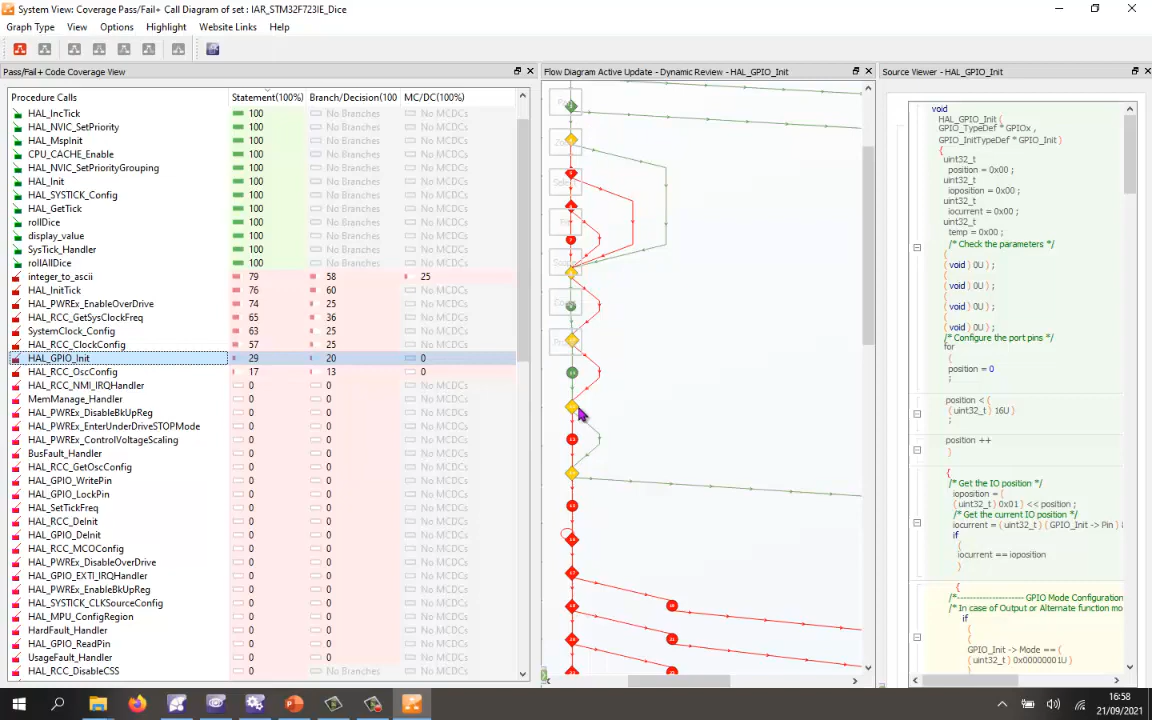 System View: Coverage Pass/Fail+ Call Diagram of set : IAR_STM32F723IE_Dice
Graph Type View Options Highlight Website Links Help
Pass/Fail+ Code Coverage View
Procedure Calls Statement(100%) Branch/Decision(100 MC/DC(100%)
HAL_IncTick 100 No Branches No MCDCs
HAL_NVIC_SetPriority 100 No Branches No MCDCs
HAL_MspInit 100 No Branches No MCDCs
CPU_CACHE_Enable 100 No Branches No MCDCs
HAL_NVIC_SetPriorityGrouping 100 No Branches No MCDCs
HAL_Init 100 No Branches No MCDCs
HAL_SYSTICK_Config 100 No Branches No MCDCs
HAL_GetTick 100 No Branches No MCDCs
rollDice 100 No Branches No MCDCs
display_value 100 No Branches No MCDCs
SysTick_Handler 100 No Branches No MCDCs
rollAllDice 100 No Branches No MCDCs
integer_to_ascii 79 58 25
HAL_InitTick 76 60 No MCDCs
HAL_PWREx_EnableOverDrive 74 25 No MCDCs
HAL_RCC_GetSysClockFreq 65 36 No MCDCs
SystemClock_Config 63 25 No MCDCs
HAL_RCC_ClockConfig 57 25 No MCDCs
HAL_GPIO_Init 29 20 0
HAL_RCC_OscConfig 17 13 0
HAL_RCC_NMI_IRQHandler 0 0 No MCDCs
MemManage_Handler 0 0 No MCDCs
HAL_PWREx_DisableBkUpReg 0 0 No MCDCs
HAL_PWREx_EnterUnderDriveSTOPMode 0 0 No MCDCs
HAL_PWREx_ControlVoltageScaling 0 0 No MCDCs
BusFault_Handler 0 0 No MCDCs
HAL_RCC_GetOscConfig 0 0 No MCDCs
HAL_GPIO_WritePin 0 0 No MCDCs
HAL_GPIO_LockPin 0 0 No MCDCs
HAL_SetTickFreq 0 0 No MCDCs
HAL_RCC_DeInit 0 0 No MCDCs
HAL_GPIO_DeInit 0 0 No MCDCs
HAL_RCC_MCOConfig 0 0 No MCDCs
HAL_PWREx_DisableOverDrive 0 0 No MCDCs
HAL_GPIO_EXTI_IRQHandler 0 0 No MCDCs
HAL_PWREx_EnableBkUpReg 0 0 No MCDCs
HAL_SYSTICK_CLKSourceConfig 0 0 No MCDCs
HAL_MPU_ConfigRegion 0 0 No MCDCs
HardFault_Handler 0 0 No MCDCs
HAL_GPIO_ReadPin 0 0 No MCDCs
UsageFault_Handler 0 0 No MCDCs
HAL_RCC_DisableCSS 0 No Branches No MCDCs
Flow Diagram Active Update - Dynamic Review - HAL_GPIO_Init
Source Viewer - HAL_GPIO_Init
void
HAL_GPIO_Init (
GPIO_TypeDef * GPIOx ,
GPIO_InitTypeDef * GPIO_Init )
{
uint32_t
position = 0x00 ;
uint32_t
ioposition = 0x00 ;
uint32_t
iocurrent = 0x00 ;
uint32_t
temp = 0x00 ;
/* Check the parameters */
(
( void ) 0U ) ;
(
( void ) 0U ) ;
(
( void ) 0U ) ;
(
( void ) 0U ) ;
/* Configure the port pins */
for
(
position = 0
;
position <
( uint32_t ) 16U
;
position ++
)
{
/* Get the IO position */
ioposition = (
( uint32_t ) 0x01 ) << position ;
/* Get the current IO position */
iocurrent = ( uint32_t ) ( GPIO_Init -> Pin ) &
if
(
iocurrent == ioposition
)
{
/*--------------------- GPIO Mode Configuration
/* In case of Output or Alternate function mo
if
(
(
GPIO_Init -> Mode == (
( uint32_t ) 0x00000001U )
16:58
21/09/2021